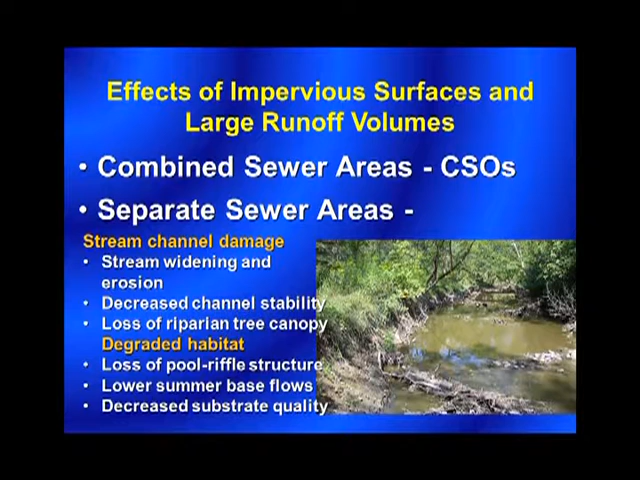 Effects of Impervious Surfaces and
Large Runoff Volumes
• Combined Sewer Areas - CSOs
• Separate Sewer Areas -
Stream channel damage
• Stream widening and
erosion
• Decreased channel stability
• Loss of riparian tree canopy
Degraded habitat
• Loss of pool-riffle structure
• Lower summer base flows
• Decreased substrate quality